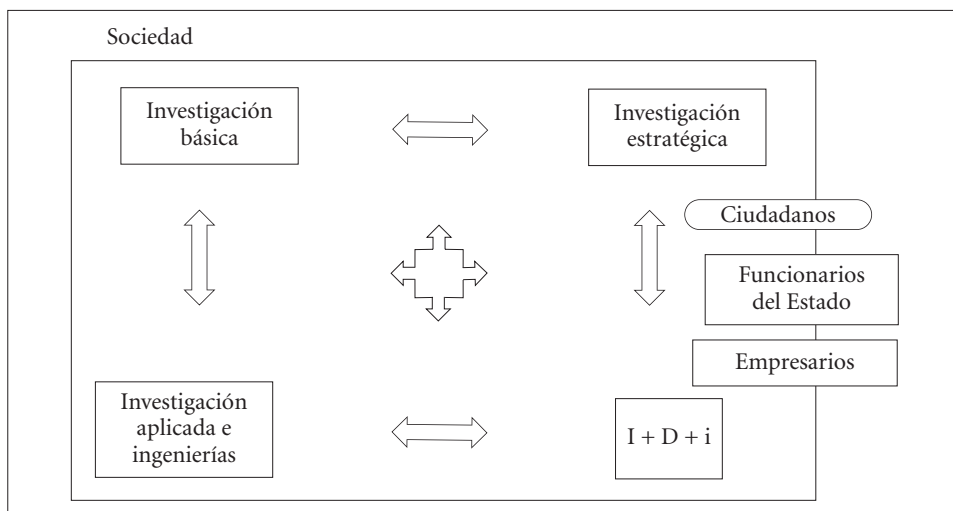 Sociedad
Investigación
básica
Investigación
estratégica
Ciudadanos
Funcionarios
del Estado
Empresarios
Investigación
aplicada e
ingenierías
I + D + i